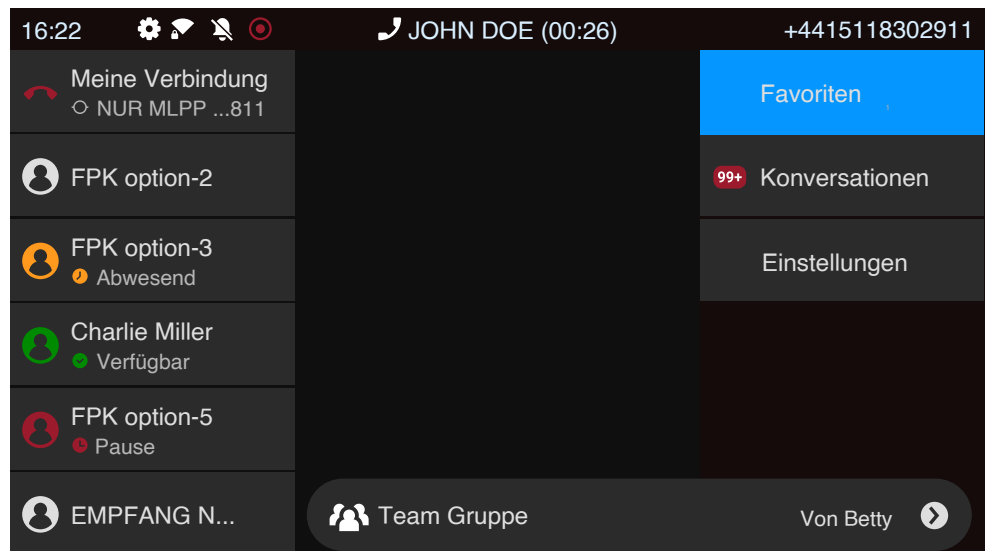 16:22
JOHN DOE (00:26)
+4415118302911
Meine Verbindung
NUR MLPP ...811
FPK option-2
FPK option-3
Abwesend
Charlie Miller
Verfügbar
FPK option-5
Pause
EMPFANG N...
Favoriten
99+ Konversationen
Einstellungen
Team Gruppe
Von Betty